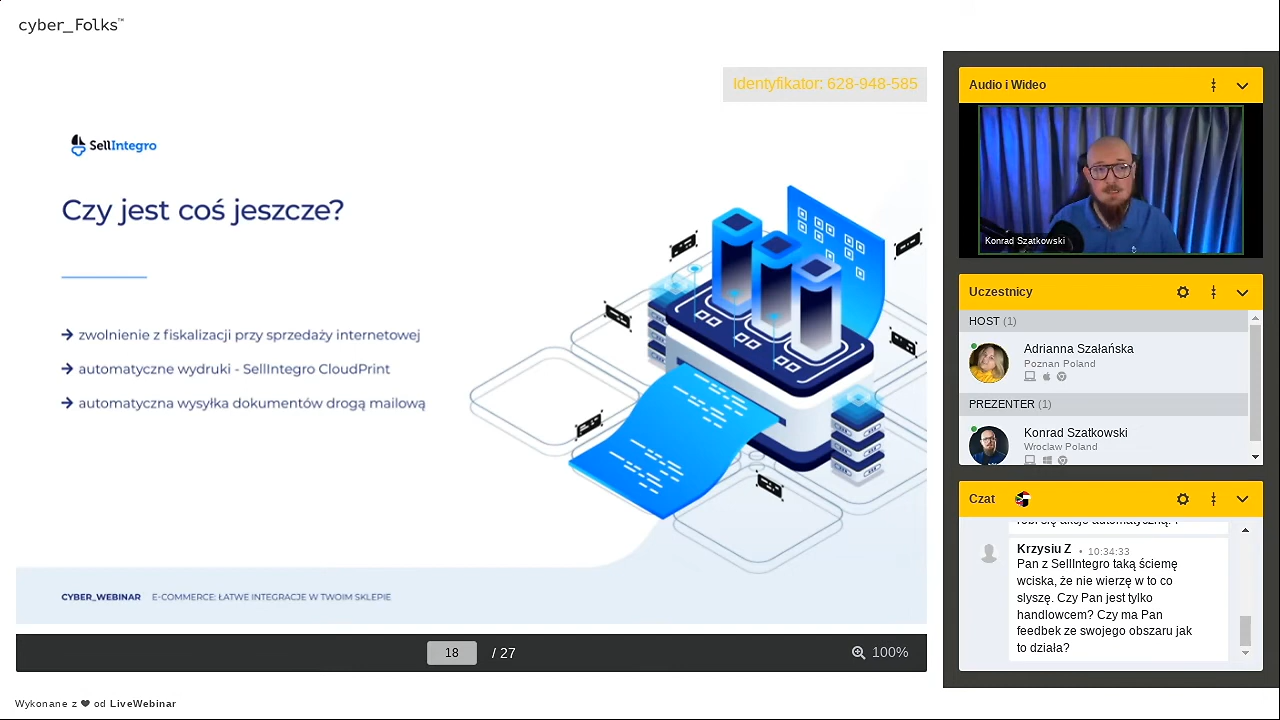 cyber_Folks™
Identyfikator: 628-948-585
SellIntegro
Czy jest coś jeszcze?
→ zwolnienie z fiskalizacji przy sprzedaży internetowej
→ automatyczne wydruki - SellIntegro CloudPrint
→ automatyczna wysyłka dokumentów drogą mailową
CYBER_WEBINAR E-COMMERCE: ŁATWE INTEGRACJE W TWOIM SKLEPIE
18 / 27
100%
Wykonane z ❤ od LiveWebinar
Audio i Wideo
Konrad Szatkowski
Uczestnicy
HOST (1)
Adrianna Szałańska
Poznan Poland
PREZENTER (1)
Konrad Szatkowski
Wroclaw Poland
Czat
Krzysiu Z • 10:34:33
Pan z SellIntegro taką ściemę
wciska, że nie wierzę w to co
slyszę. Czy Pan jest tylko
handlowcem? Czy ma Pan
feedbek ze swojego obszaru jak
to działa?